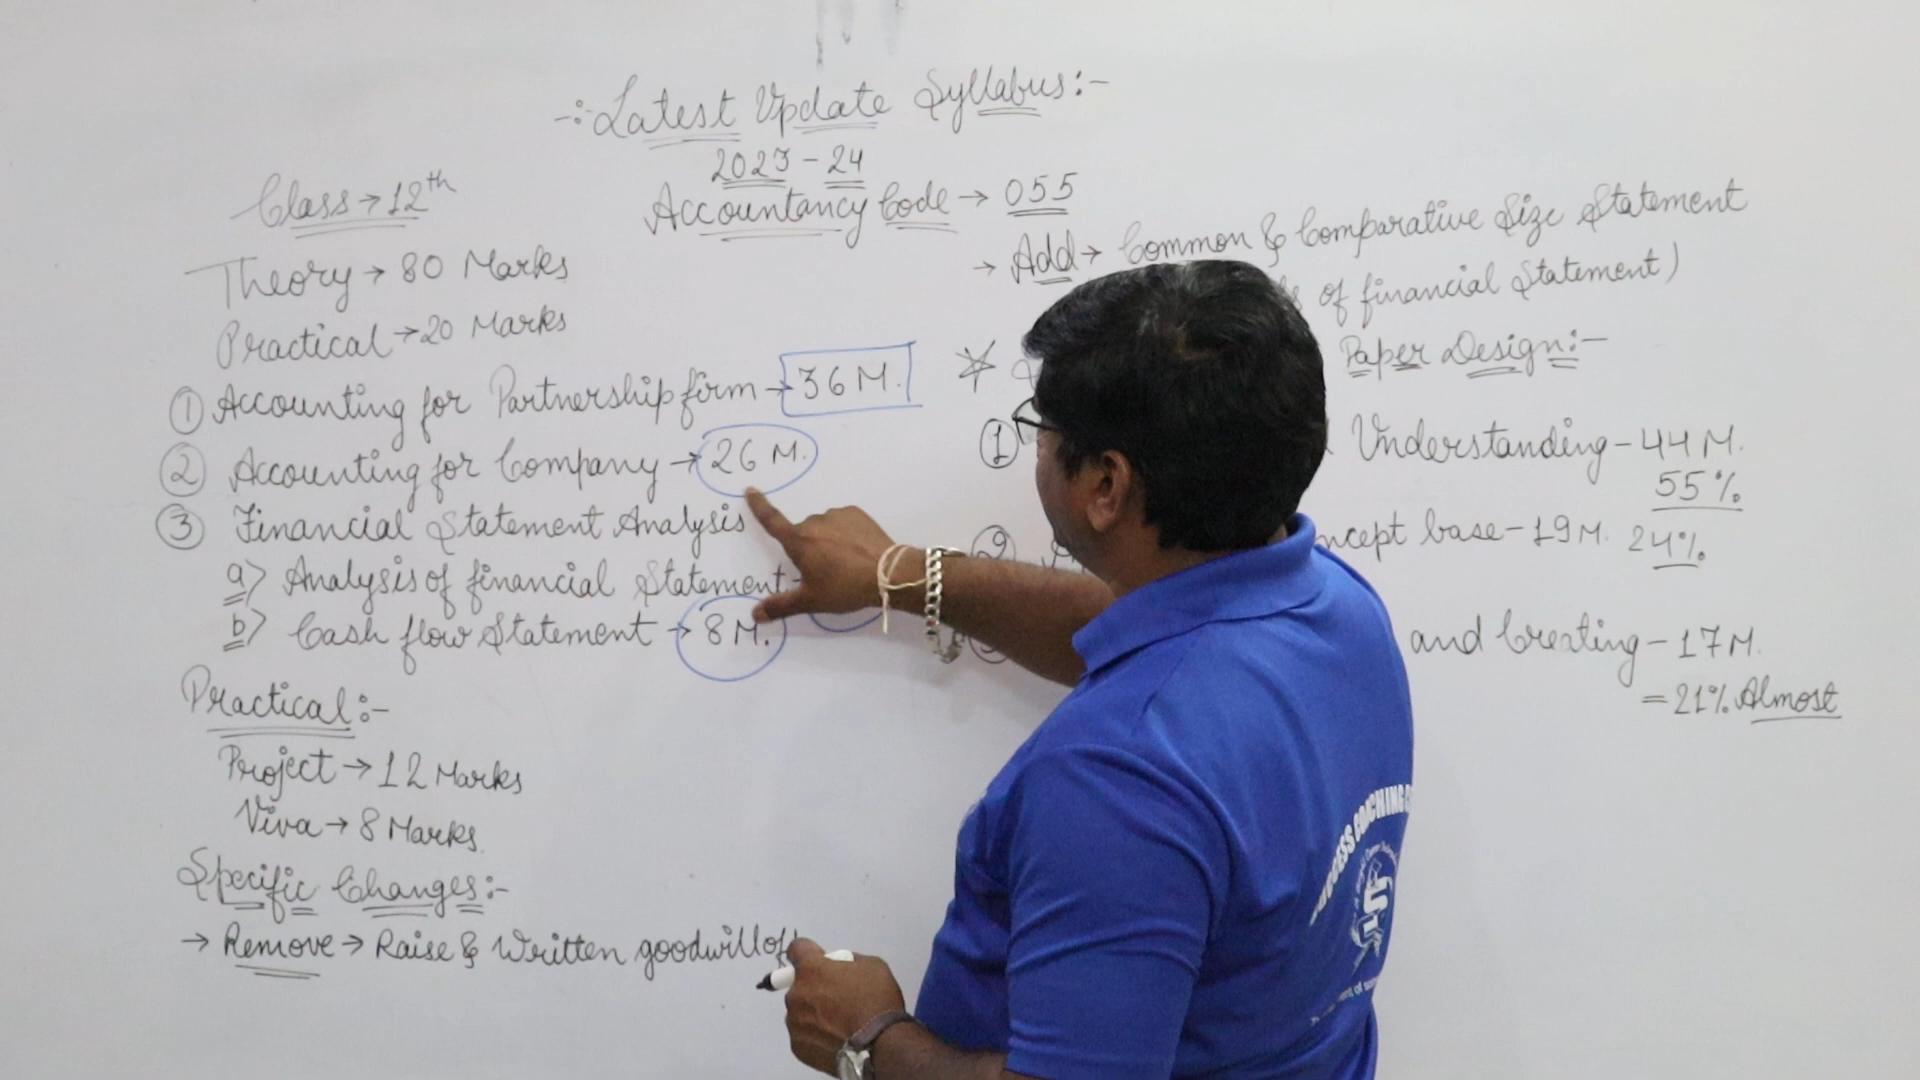 -:Latest Update Syllabus:-
2023-24
Class→12th
Accountancy Code→055
Theory→80 Marks
Practical→20 Marks
① Accounting for Partnership firm→36 M.
② Accounting for Company→26 M.
③ Financial Statement Analysis
a> Analysis of financial Statement-
b> Cash flow Statement→8 M.
Practical:-
Project→12 Marks
Viva→8 Marks.
Specific Changes:-
→Remove→Raise & Written goodwill off
→Add→Common & Comparative Size Statement
of financial Statement)
Paper Design:-
① Understanding-44 M.
55%
② base-19 M. 24%
and Creating-17 M.
=21% Almost